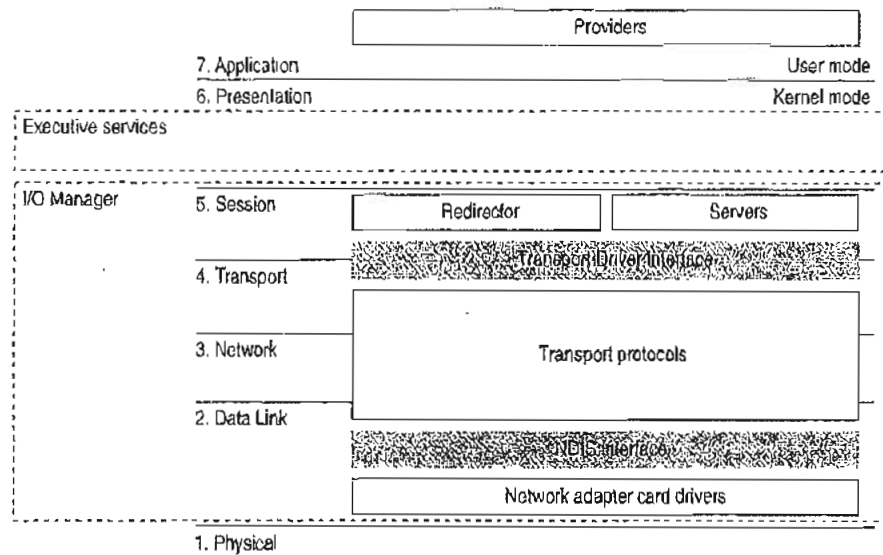 Providers
7. Application
User mode
6. Presentation
Kernel mode
Executive services
I/O Manager
5. Session
Redirector
Servers
Transport Driver Interface
4. Transport
3. Network
Transport protocols
2. Data Link
NDIS interface
Network adapter card drivers
1. Physical